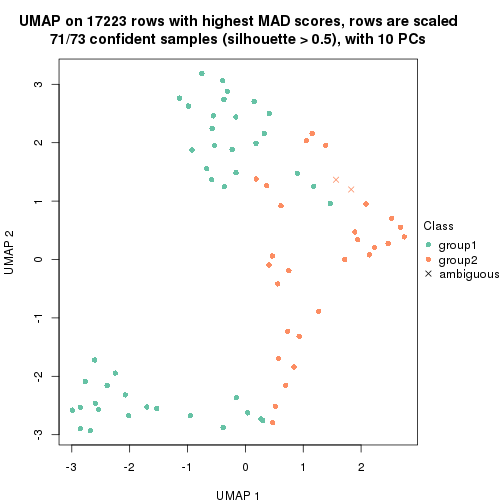 UMAP on 17223 rows with highest MAD scores, rows are scaled
71/73 confident samples (silhouette > 0.5), with 10 PCs
3
2
1
0
-1
-2
-3
UMAP 2
-3
-2
-1
0
1
2
UMAP 1
Class
group1
group2
ambiguous